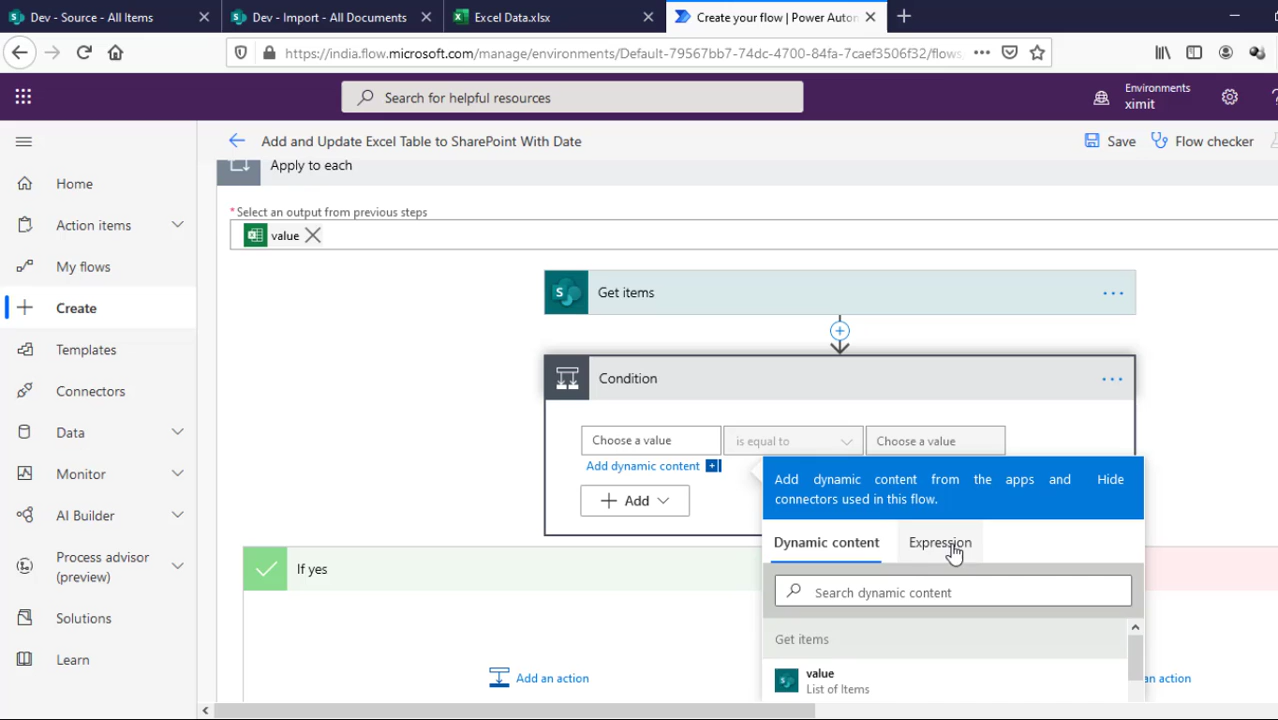 Dev - Source - All Items
Dev - Import - All Documents
Excel Data.xlsx
Create your flow | Power Auton
https://india.flow.microsoft.com/manage/environments/Default-79567bb7-74dc-4700-84fa-7caef3506f32/flows
Search for helpful resources
Environments
ximit
Add and Update Excel Table to SharePoint With Date
Save
Flow checker
Home
Action items
My flows
Create
Templates
Connectors
Data
Monitor
AI Builder
Process advisor
(preview)
Solutions
Learn
Apply to each
*Select an output from previous steps
value
Get items
Condition
Choose a value
is equal to
Choose a value
Add dynamic content
Add
Add dynamic content from the apps and
connectors used in this flow.
Hide
Dynamic content
Expression
Search dynamic content
Get items
value
List of Items
If yes
Add an action
an action